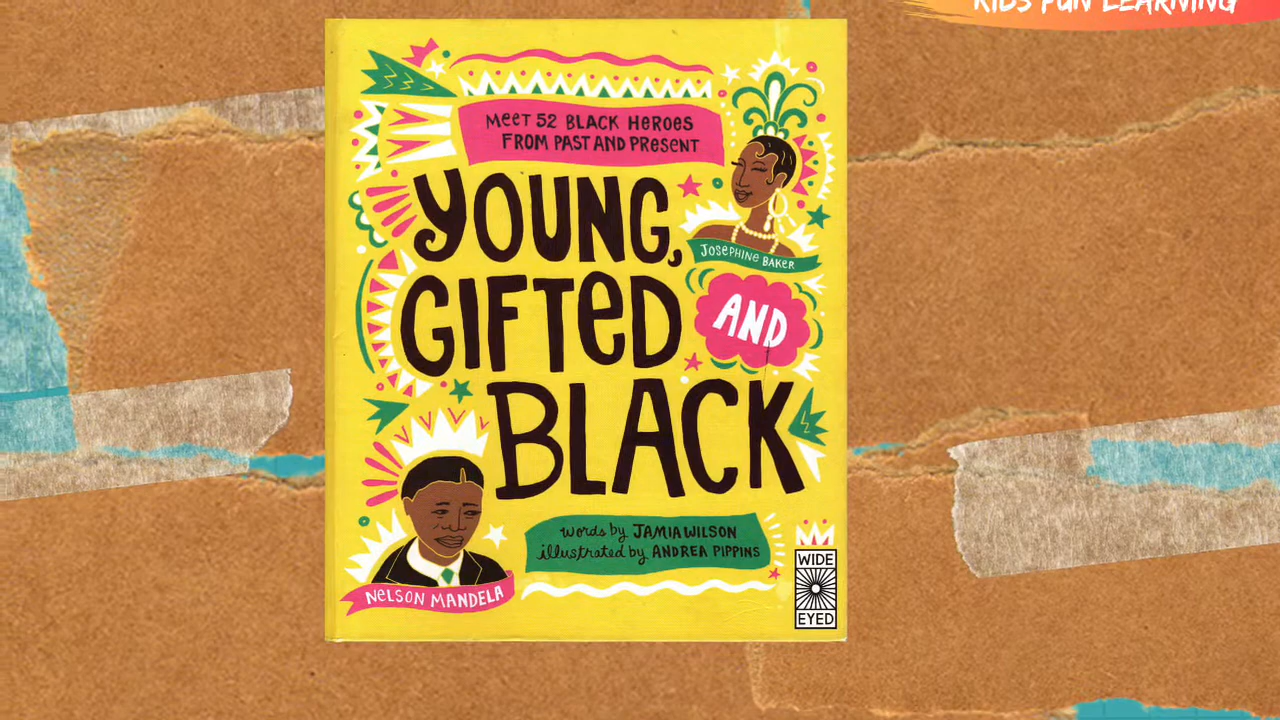 KIDS FUN LEARNING
MEET 52 BLACK HEROES
FROM PAST AND PRESENT
YOUNG,
JOSEPHINE BAKER
GIFTED
AND
BLACK
words by JAMIA WILSON
illustrated by ANDREA PIPPINS
NELSON MANDELA
WIDE
EYED